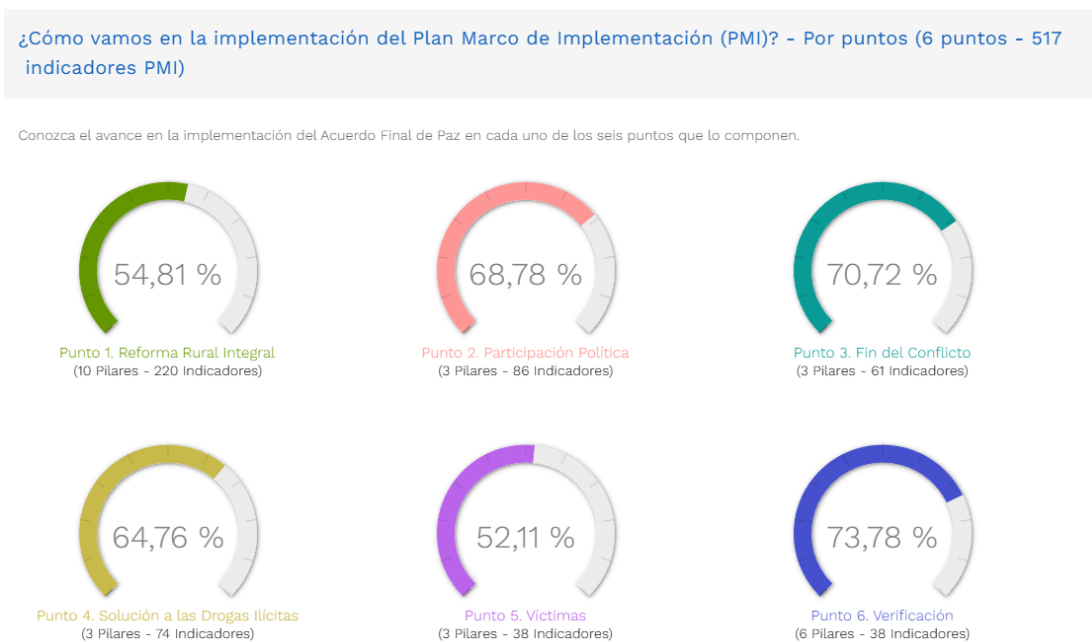 ¿Cómo vamos en la implementación del Plan Marco de Implementación (PMI)? - Por puntos (6 puntos - 517
indicadores PMI)
Conozca el avance en la implementación del Acuerdo Final de Paz en cada uno de los seis puntos que lo componen.
54,81 %
Punto 1. Reforma Rural Integral
(10 Pilares - 220 Indicadores)
68,78 %
Punto 2. Participación Política
(3 Pilares - 86 Indicadores)
70,72 %
Punto 3. Fin del Conflicto
(3 Pilares - 61 Indicadores)
64,76 %
Punto 4. Solución a las Drogas Ilícitas
(3 Pilares - 74 Indicadores)
52,11 %
Punto 5. Víctimas
(3 Pilares - 38 Indicadores)
73,78 %
Punto 6. Verificación
(6 Pilares - 38 Indicadores)